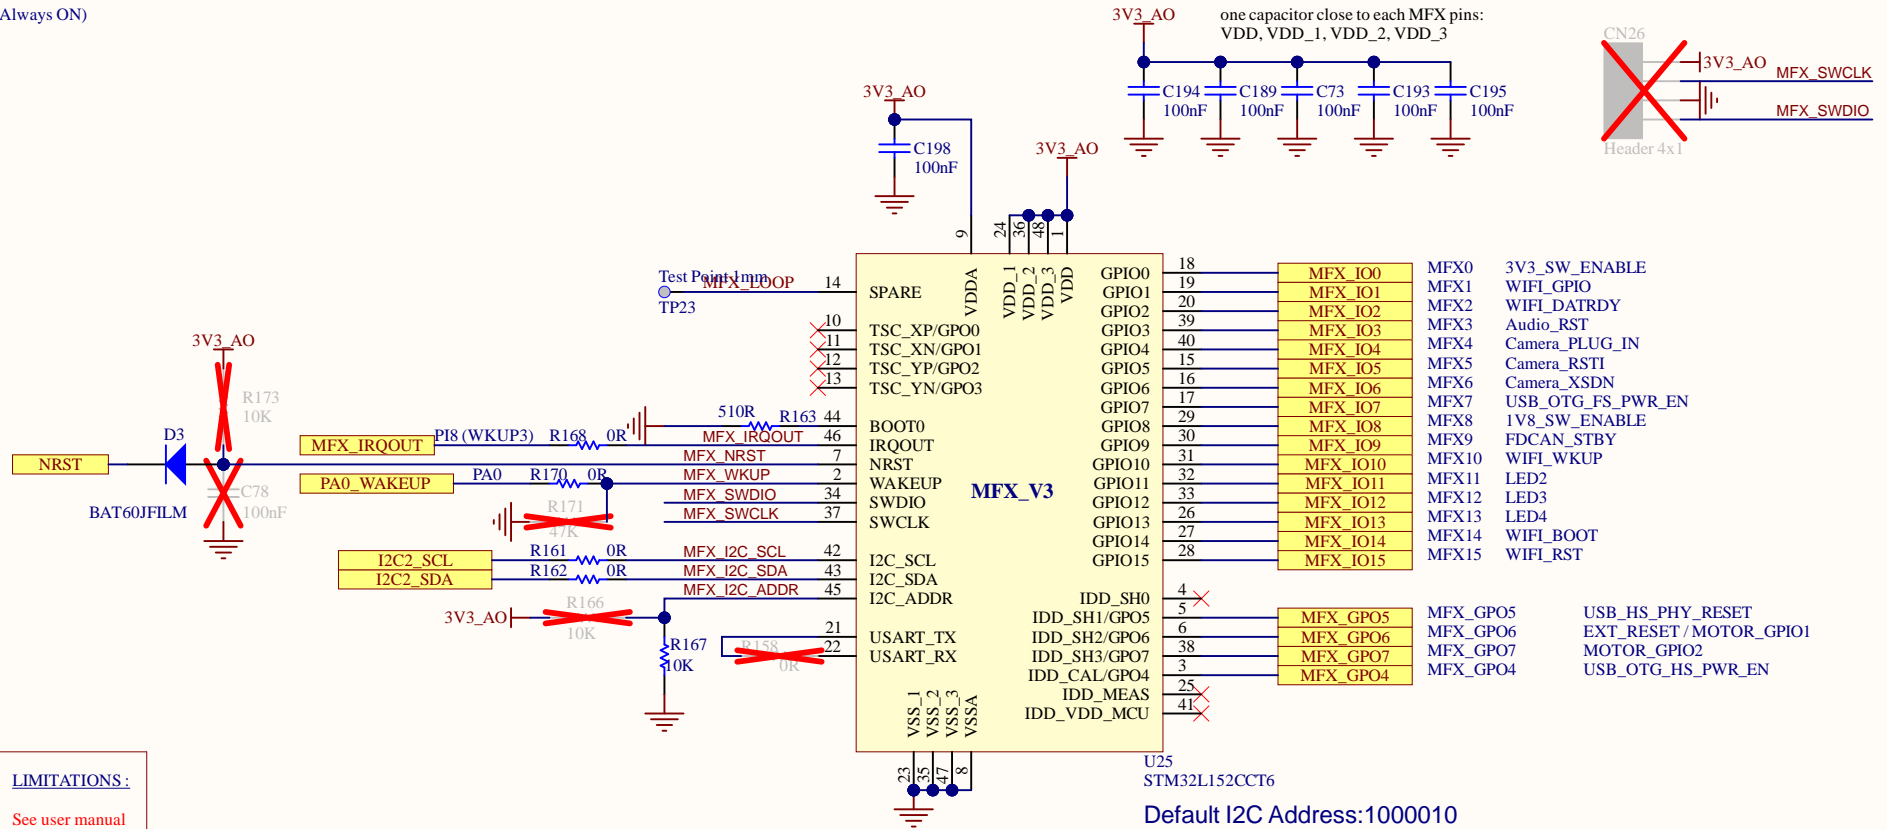 Always ON)
3V3_AO
one capacitor close to each MFX pins:
VDD, VDD_1, VDD_2, VDD_3
C194
100nF
C189
100nF
C73
100nF
C193
100nF
C195
100nF
CN26
3V3_AO
MFX_SWCLK
MFX_SWDIO
Header 4x1
3V3_AO
C198
100nF
3V3_AO
9
24
36
48
1
VDDA
VDD_1
VDD_2
VDD_3
VDD
Test Point 1mm
MFX_LOOP
TP23
14 SPARE
10 TSC_XP/GPO0
11 TSC_XN/GPO1
12 TSC_YP/GPO2
13 TSC_YN/GPO3
3V3_AO
R173
10K
D3
NRST
BAT60JFILM
C78
100nF
510R R163 44 BOOT0
MFX_IRQOUT PI8 (WKUP3) R168 0R MFX_IRQOUT 46 IRQOUT
MFX_NRST 7 NRST
PA0_WAKEUP PA0 R170 0R MFX_WKUP 2 WAKEUP
MFX_SWDIO 34 SWDIO
R171
47K
MFX_SWCLK 37 SWCLK
I2C2_SCL R161 0R MFX_I2C_SCL 42 I2C_SCL
I2C2_SDA R162 0R MFX_I2C_SDA 43 I2C_SDA
MFX_I2C_ADDR 45 I2C_ADDR
3V3_AO
R166
10K
R167
10K
21 USART_TX
22 USART_RX
R158
0R
MFX_V3
GPIO0 18 MFX_IO0 MFX0 3V3_SW_ENABLE
GPIO1 19 MFX_IO1 MFX1 WIFI_GPIO
GPIO2 20 MFX_IO2 MFX2 WIFI_DATRDY
GPIO3 39 MFX_IO3 MFX3 Audio_RST
GPIO4 40 MFX_IO4 MFX4 Camera_PLUG_IN
GPIO5 15 MFX_IO5 MFX5 Camera_RSTI
GPIO6 16 MFX_IO6 MFX6 Camera_XSDN
GPIO7 17 MFX_IO7 MFX7 USB_OTG_FS_PWR_EN
GPIO8 29 MFX_IO8 MFX8 1V8_SW_ENABLE
GPIO9 30 MFX_IO9 MFX9 FDCAN_STBY
GPIO10 31 MFX_IO10 MFX10 WIFI_WKUP
GPIO11 32 MFX_IO11 MFX11 LED2
GPIO12 33 MFX_IO12 MFX12 LED3
GPIO13 26 MFX_IO13 MFX13 LED4
GPIO14 27 MFX_IO14 MFX14 WIFI_BOOT
GPIO15 28 MFX_IO15 MFX15 WIFI_RST
IDD_SH0 4
IDD_SH1/GPO5 5 MFX_GPO5 MFX_GPO5 USB_HS_PHY_RESET
IDD_SH2/GPO6 6 MFX_GPO6 MFX_GPO6 EXT_RESET / MOTOR_GPIO1
IDD_SH3/GPO7 38 MFX_GPO7 MFX_GPO7 MOTOR_GPIO2
IDD_CAL/GPO4 3 MFX_GPO4 MFX_GPO4 USB_OTG_HS_PWR_EN
IDD_MEAS 25
IDD_VDD_MCU 41
VSS_1
VSS_2
VSS_3
VSSA
23
35
47
8
U25
STM32L152CCT6
Default I2C Address:1000010
LIMITATIONS :
See user manual